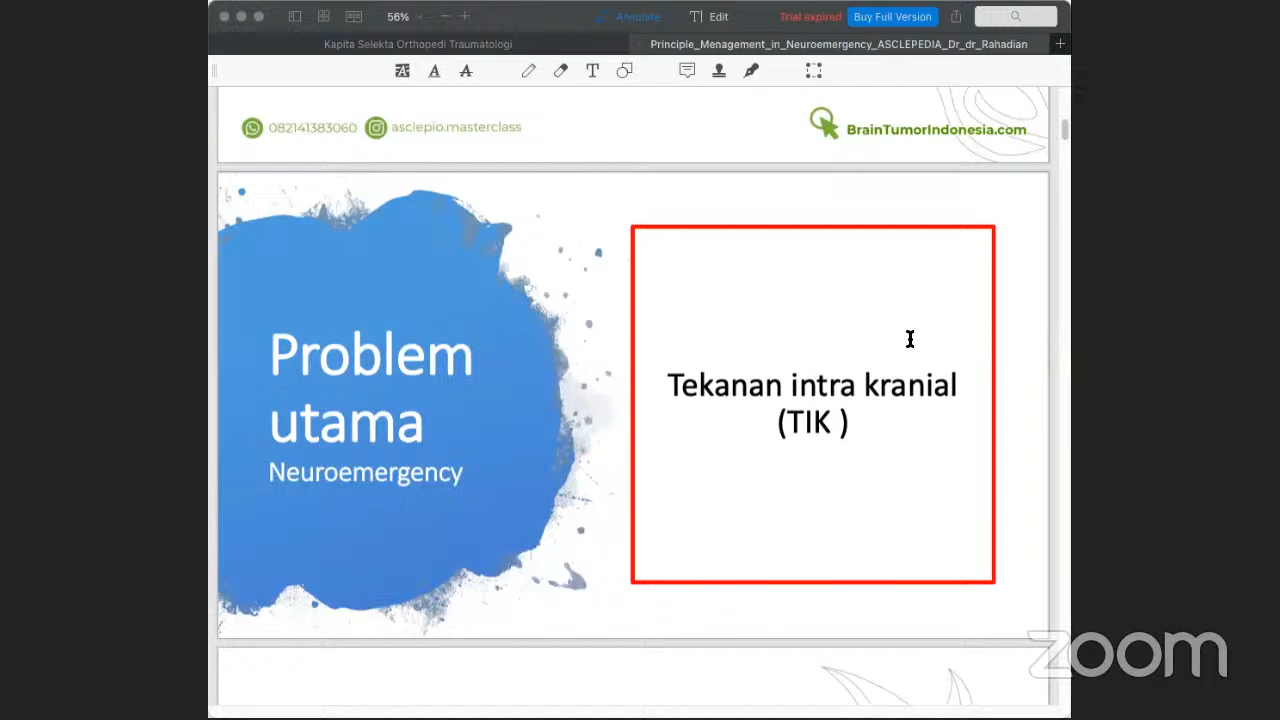 56%
Annotate
Edit
Trial expired
Buy Full Version
Kapita Selekta Orthopedi Traumatologi
Principle_Menagement_in_Neuroemergency_ASCLEPEDIA_Dr_dr_Rahadian
082141383060
asclepio.masterclass
BrainTumorIndonesia.com
Problem
utama
Neuroemergency
Tekanan intra kranial
(TIK )
zoom